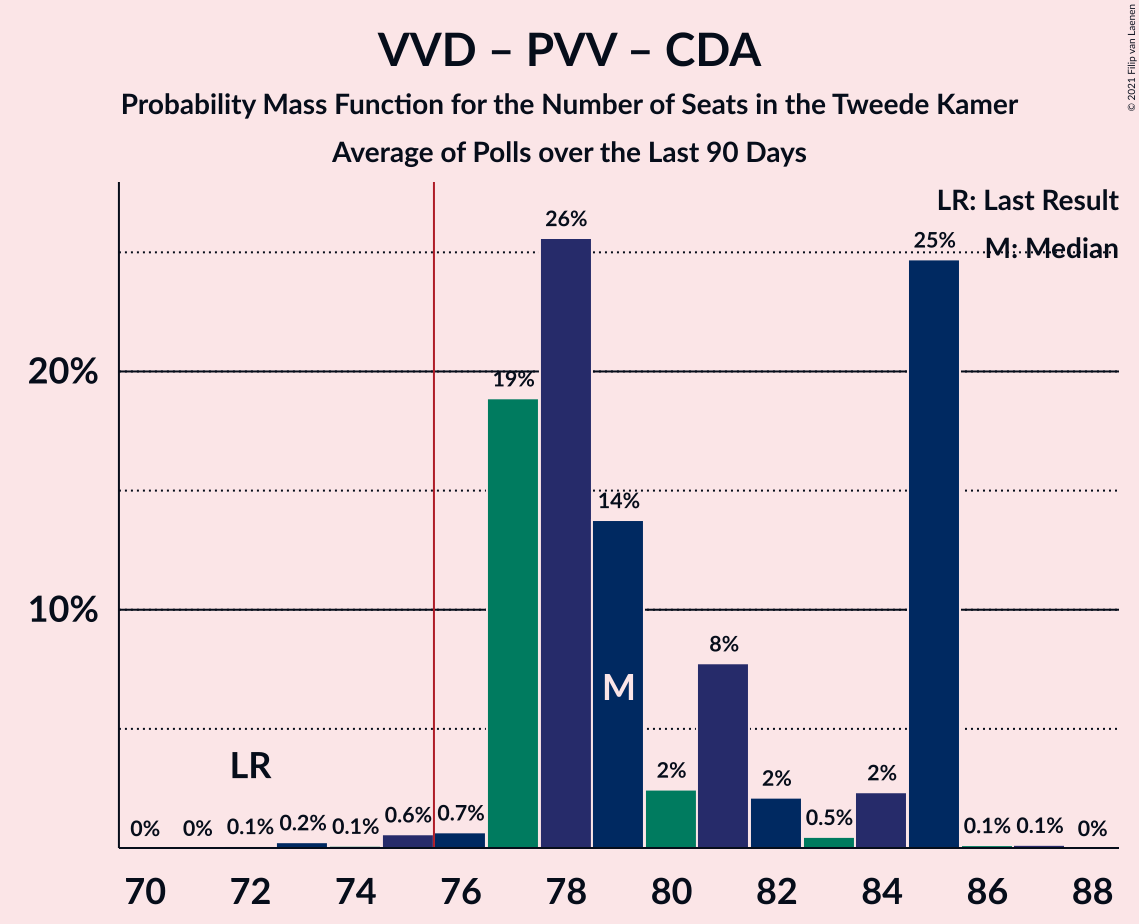 VVD – PVV – CDA
Probability Mass Function for the Number of Seats in the Tweede Kamer
Average of Polls over the Last 90 Days
© 2021 Filip van Laenen
LR: Last Result
M: Median
26%
25%
20%
19%
14%
10%
8%
M
LR
2%
2%
2%
0%
0%
0.1%
0.2%
0.1%
0.6%
0.7%
0.5%
0.1%
0.1%
0%
70 72 74 76 78 80 82 84 86 88